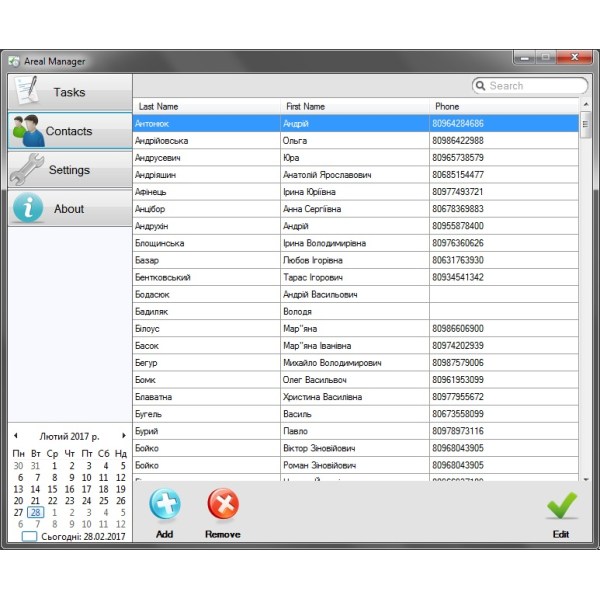 Areal Manager
Tasks
Contacts
Settings
About
Search
Last Name First Name Phone
Антонюк Андрій 80964284686
Андрійовська Ольга 80986422988
Андрусевич Юра 80965738579
Андріяшин Анатолій Ярославович 80685154477
Афінець Ірина Юріївна 80977493721
Анцібор Анна Сергіївна 80678369883
Андрухін Андрій 80955878400
Блощинська Ірина Володимирівна 80976360626
Базар Любов Ігорівна 80631763930
Бентковський Тарас Ігорович 80934541342
Бодасюк Андрій Васильович
Бадиляк Володя
Білоус Мар"яна 80986606900
Басок Мар"яна Іванівна 80974202939
Бегур Михайло Володимирович 80987579006
Бомк Олег Васильвоч 80961953099
Блаватна Христина Василівна 80977955672
Бугель Василь 80673558099
Бурий Павло 80978973116
Бойко Віктор Зіновійович 80968043905
Бойко Роман Зіновійович 80968043905
Лютий 2017 р.
Пн Вт Ср Чт Пт Сб Нд
30 31 1 2 3 4 5
6 7 8 9 10 11 12
13 14 15 16 17 18 19
20 21 22 23 24 25 26
27 28 1 2 3 4 5
6 7 8 9 10 11 12
Сьогодні: 28.02.2017
Add Remove Edit